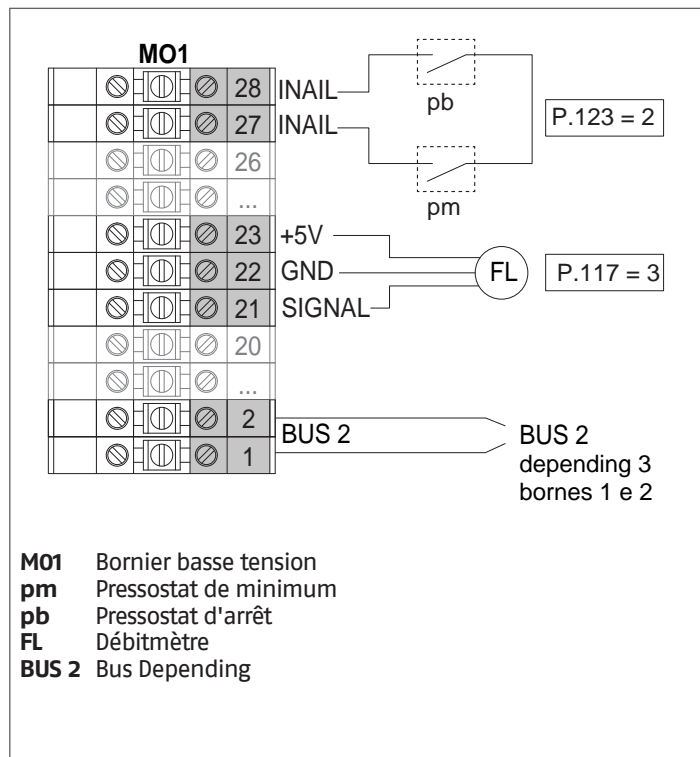 MO1
28 INAIL
pb
P.123 = 2
27 INAIL
26
pm
...
23 +5V
22 GND
FL
P.117 = 3
21 SIGNAL
20
...
2
BUS 2
1
BUS 2
depending 3
bornes 1 e 2
M01 Bornier basse tension
pm Pressostat de minimum
pb Pressostat d'arrêt
FL Débitmètre
BUS 2 Bus Depending